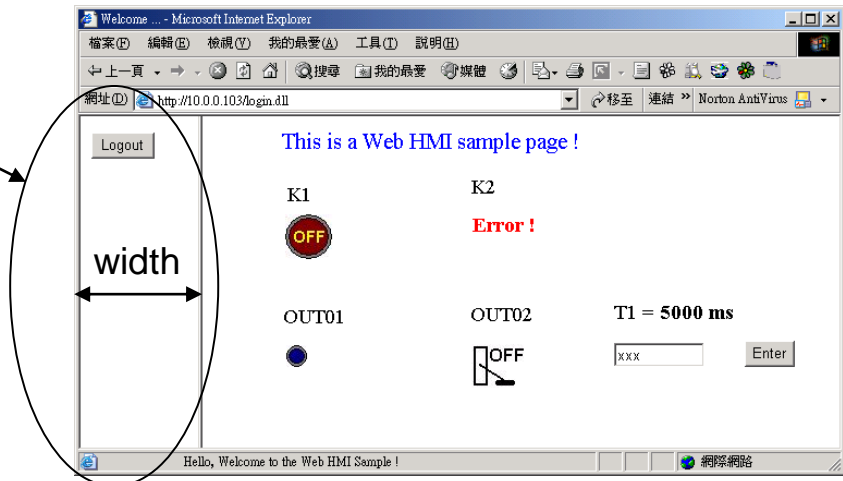 Welcome ... - Microsoft Internet Explorer
檔案(F) 編輯(E) 檢視(V) 我的最愛(A) 工具(T) 說明(H)
上一頁 搜尋 我的最愛 媒體
網址(D) http://10.0.0.103/login.dll 移至 連結 » Norton AntiVirus
Logout
This is a Web HMI sample page !
K1 K2
OFF Error !
width
OUT01 OUT02 T1 = 5000 ms
OFF xxx Enter
Hello, Welcome to the Web HMI Sample ! 網際網路